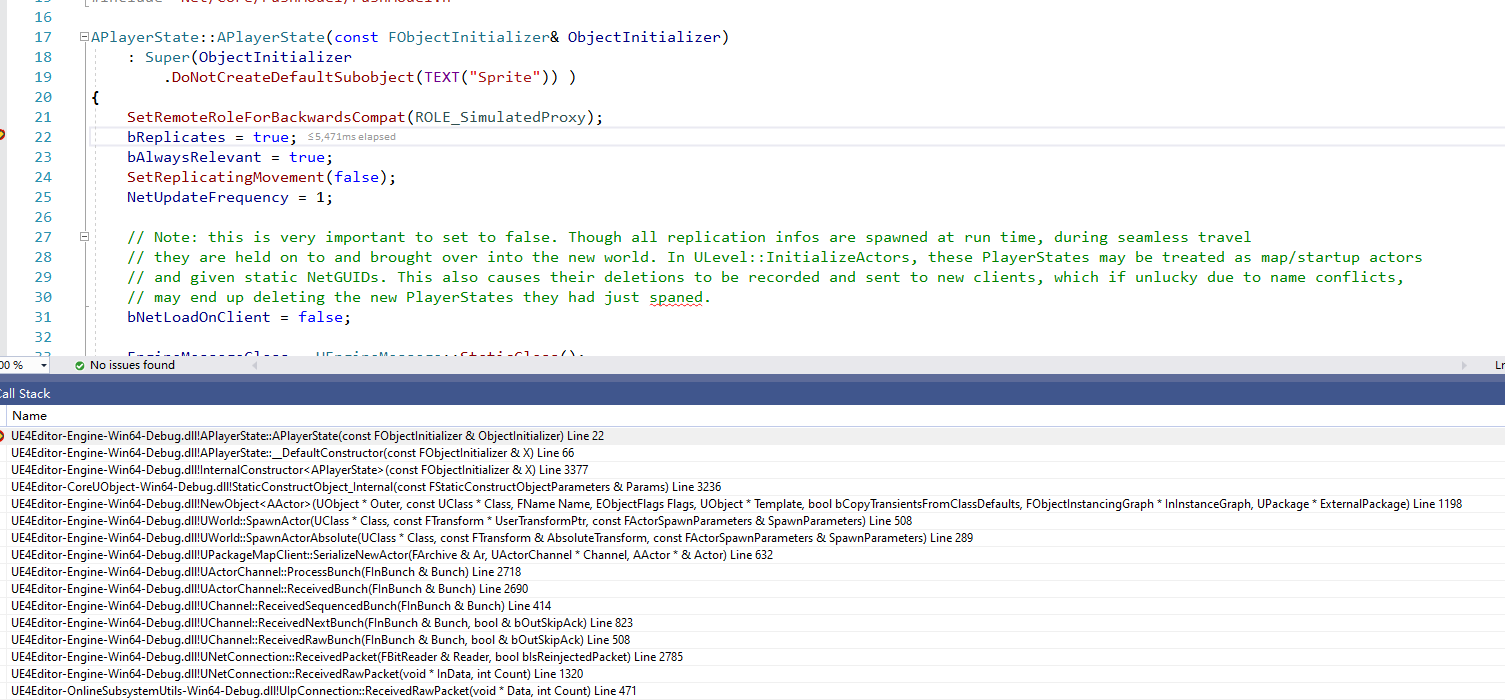 16
17 APlayerState::APlayerState(const FObjectInitializer& ObjectInitializer)
18 : Super(ObjectInitializer
19 .DoNotCreateDefaultSubobject(TEXT("Sprite")) )
20 {
21 SetRemoteRoleForBackwardsCompat(ROLE_SimulatedProxy);
22 bReplicates = true; ≤5,471ms elapsed
23 bAlwaysRelevant = true;
24 SetReplicatingMovement(false);
25 NetUpdateFrequency = 1;
26
27 // Note: this is very important to set to false. Though all replication infos are spawned at run time, during seamless travel
28 // they are held on to and brought over into the new world. In ULevel::InitializeActors, these PlayerStates may be treated as map/startup actors
29 // and given static NetGUIDs. This also causes their deletions to be recorded and sent to new clients, which if unlucky due to name conflicts,
30 // may end up deleting the new PlayerStates they had just spaned.
31 bNetLoadOnClient = false;
32
00 % No issues found
Call Stack
Name
UE4Editor-Engine-Win64-Debug.dll!APlayerState::APlayerState(const FObjectInitializer & ObjectInitializer) Line 22
UE4Editor-Engine-Win64-Debug.dll!APlayerState::__DefaultConstructor(const FObjectInitializer & X) Line 66
UE4Editor-Engine-Win64-Debug.dll!InternalConstructor<APlayerState>(const FObjectInitializer & X) Line 3377
UE4Editor-CoreUObject-Win64-Debug.dll!StaticConstructObject_Internal(const FStaticConstructObjectParameters & Params) Line 3236
UE4Editor-Engine-Win64-Debug.dll!NewObject<AActor>(UObject * Outer, const UClass * Class, FName Name, EObjectFlags Flags, UObject * Template, bool bCopyTransientsFromClassDefaults, FObjectInstancingGraph * InInstanceGraph, UPackage * ExternalPackage) Line 1198
UE4Editor-Engine-Win64-Debug.dll!UWorld::SpawnActor(UClass * Class, const FTransform * UserTransformPtr, const FActorSpawnParameters & SpawnParameters) Line 508
UE4Editor-Engine-Win64-Debug.dll!UWorld::SpawnActorAbsolute(UClass * Class, const FTransform & AbsoluteTransform, const FActorSpawnParameters & SpawnParameters) Line 289
UE4Editor-Engine-Win64-Debug.dll!UPackageMapClient::SerializeNewActor(FArchive & Ar, UActorChannel * Channel, AActor * & Actor) Line 632
UE4Editor-Engine-Win64-Debug.dll!UActorChannel::ProcessBunch(FInBunch & Bunch) Line 2718
UE4Editor-Engine-Win64-Debug.dll!UActorChannel::ReceivedBunch(FInBunch & Bunch) Line 2690
UE4Editor-Engine-Win64-Debug.dll!UChannel::ReceivedSequencedBunch(FInBunch & Bunch) Line 414
UE4Editor-Engine-Win64-Debug.dll!UChannel::ReceivedNextBunch(FInBunch & Bunch, bool & bOutSkipAck) Line 823
UE4Editor-Engine-Win64-Debug.dll!UChannel::ReceivedRawBunch(FInBunch & Bunch, bool & bOutSkipAck) Line 508
UE4Editor-Engine-Win64-Debug.dll!UNetConnection::ReceivedPacket(FBitReader & Reader, bool bIsReinjectedPacket) Line 2785
UE4Editor-Engine-Win64-Debug.dll!UNetConnection::ReceivedRawPacket(void * InData, int Count) Line 1320
UE4Editor-OnlineSubsystemUtils-Win64-Debug.dll!UIpConnection::ReceivedRawPacket(void * Data, int Count) Line 471